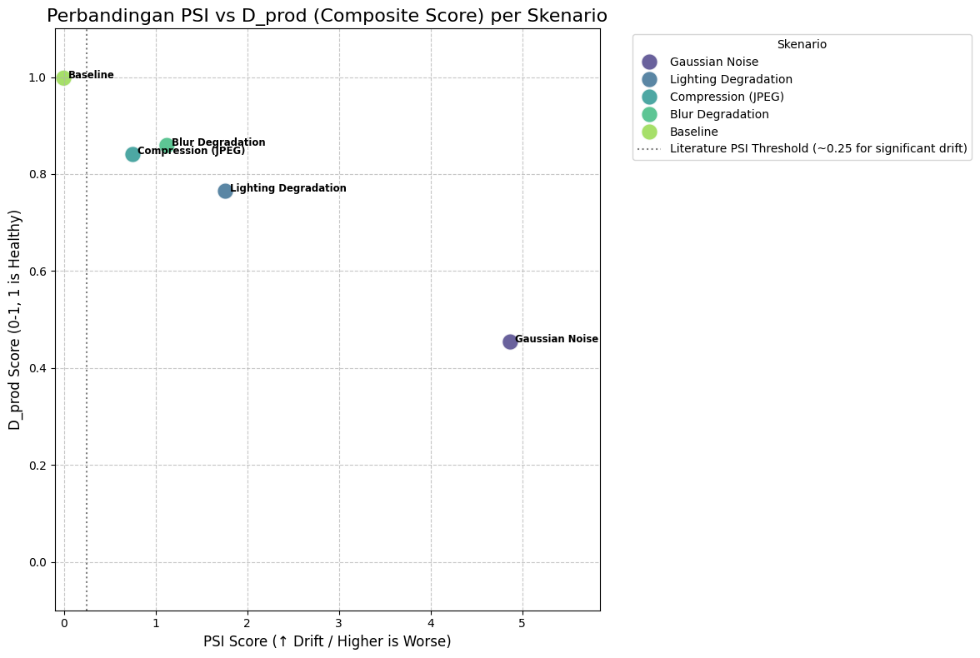 Perbandingan PSI vs D_prod (Composite Score) per Skenario
D_prod Score (0-1, 1 is Healthy)
1.0
0.8
0.6
0.4
0.2
0.0
Baseline
Blur Degradation
Compression (JPEG)
Lighting Degradation
Gaussian Noise
0 1 2 3 4 5
PSI Score (↑ Drift / Higher is Worse)
Skenario
Gaussian Noise
Lighting Degradation
Compression (JPEG)
Blur Degradation
Baseline
Literature PSI Threshold (~0.25 for significant drift)